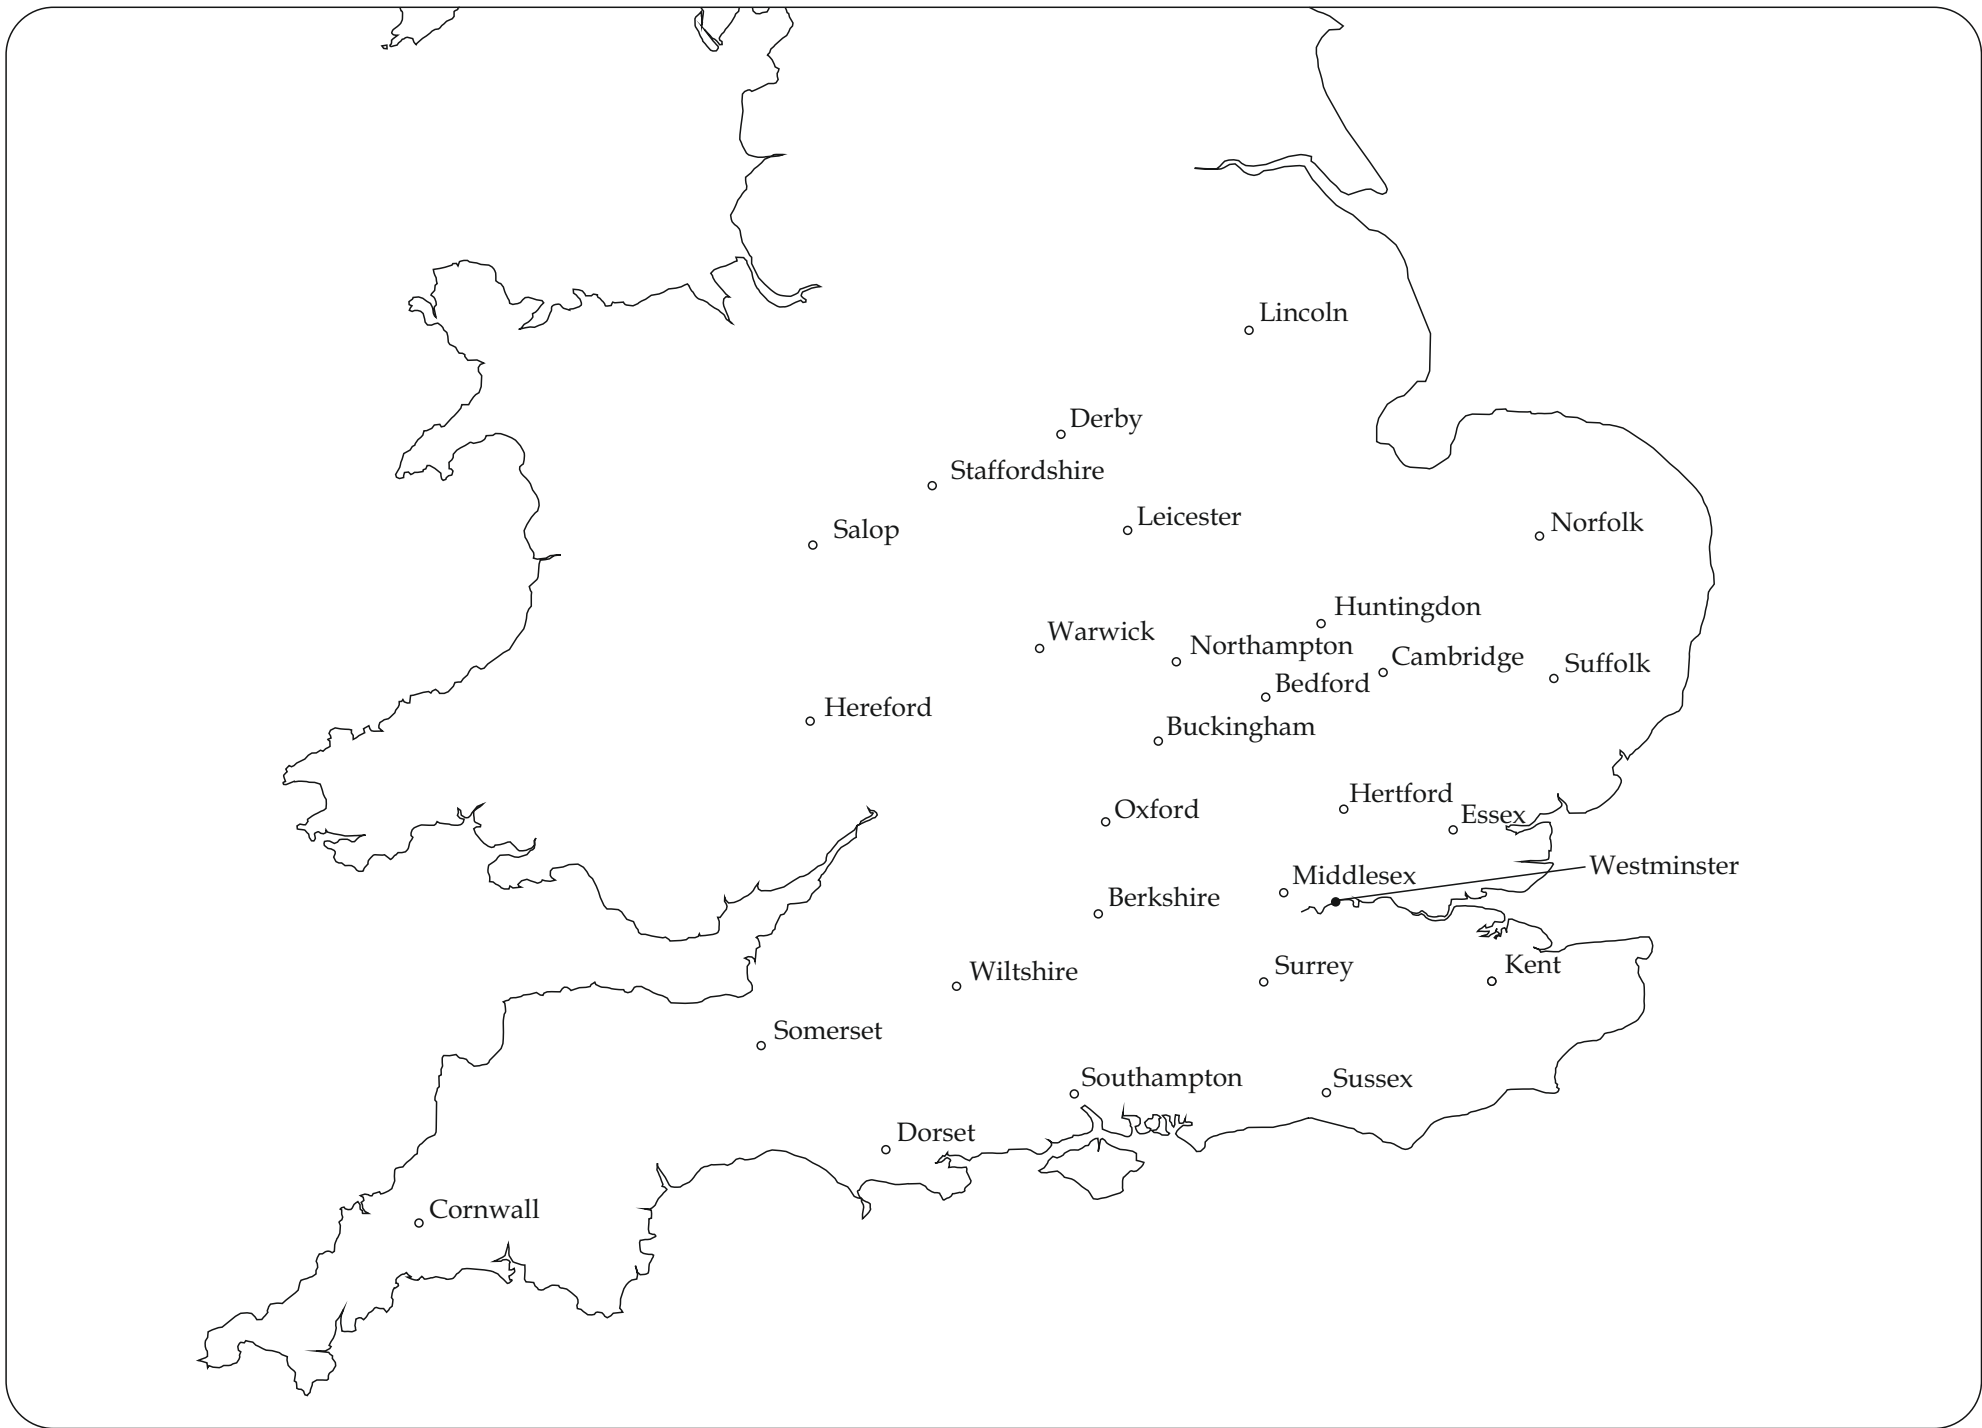 Lincoln
Derby
Staffordshire
Leicester
Norfolk
Salop
Huntingdon
Warwick
Northampton
Cambridge
Suffolk
Bedford
Hereford
Buckingham
Hertford
Oxford
Essex
Westminster
Middlesex
Berkshire
Kent
Surrey
Wiltshire
Somerset
Southampton
Sussex
Dorset
Cornwall